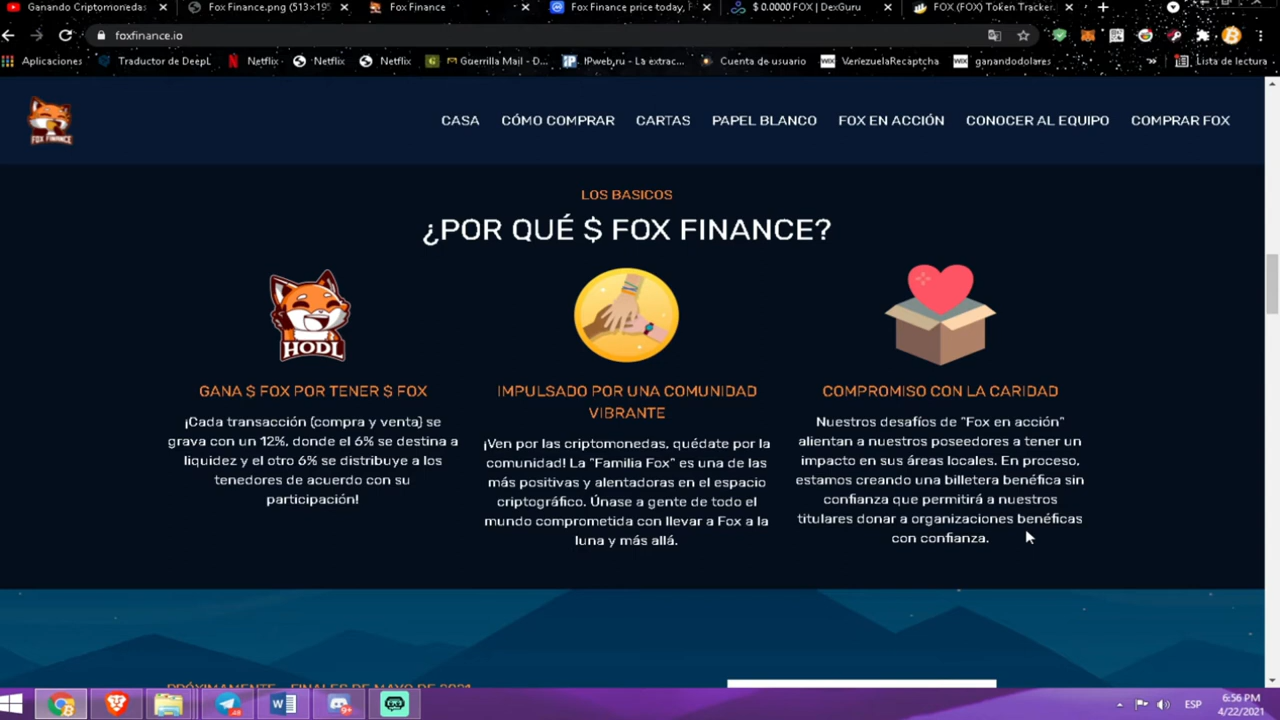 Ganando Criptomonedas
Fox Finance.png (513×195
Fox Finance
Fox Finance price today,
$ 0.0000 FOX | DexGuru
FOX (FOX) Token Tracker
foxfinance.io
Aplicaciones
Traductor de DeepL
Netflix
Netflix
Netflix
Guerrilla Mail - D...
IPweb.ru - La extrac...
Cuenta de usuario
WIX
VenezuelaRecaptcha
WIX
ganandodolares
Lista de lectura
FOX FINANCE
CASA
CÓMO COMPRAR
CARTAS
PAPEL BLANCO
FOX EN ACCIÓN
CONOCER AL EQUIPO
COMPRAR FOX
LOS BASICOS
¿POR QUÉ $ FOX FINANCE?
HODL
GANA $ FOX POR TENER $ FOX
¡Cada transacción (compra y venta) se
grava con un 12%, donde el 6% se destina a
liquidez y el otro 6% se distribuye a los
tenedores de acuerdo con su
participación!
IMPULSADO POR UNA COMUNIDAD
VIBRANTE
¡Ven por las criptomonedas, quédate por la
comunidad! La "Familia Fox" es una de las
más positivas y alentadoras en el espacio
criptográfico. Únase a gente de todo el
mundo comprometida con llevar a Fox a la
luna y más allá.
COMPROMISO CON LA CARIDAD
Nuestros desafíos de "Fox en acción"
alientan a nuestros poseedores a tener un
impacto en sus áreas locales. En proceso,
estamos creando una billetera benéfica sin
confianza que permitirá a nuestros
titulares donar a organizaciones benéficas
con confianza.
PRÓXIMAMENTE - FINALES DE MAYO DE 2021
ESP
6:56 PM
4/22/2021